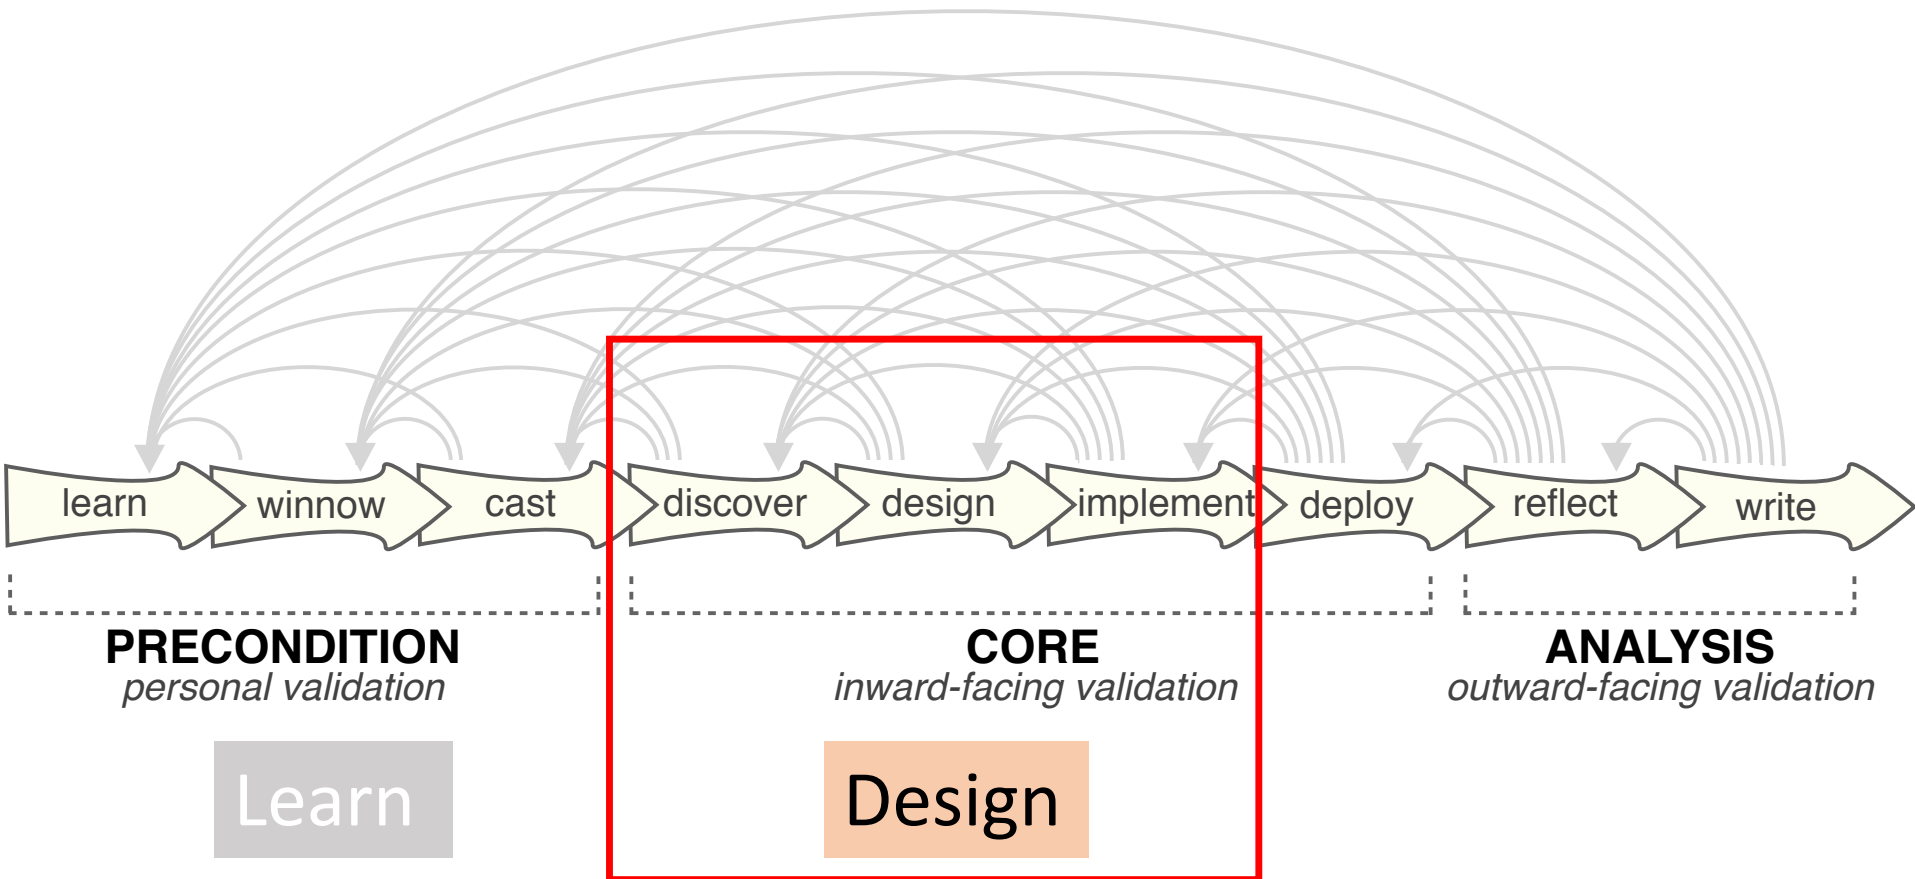 learn winnow cast discover design implement deploy reflect write
PRECONDITION CORE ANALYSIS
personal validation inward-facing validation outward-facing validation
Learn Design